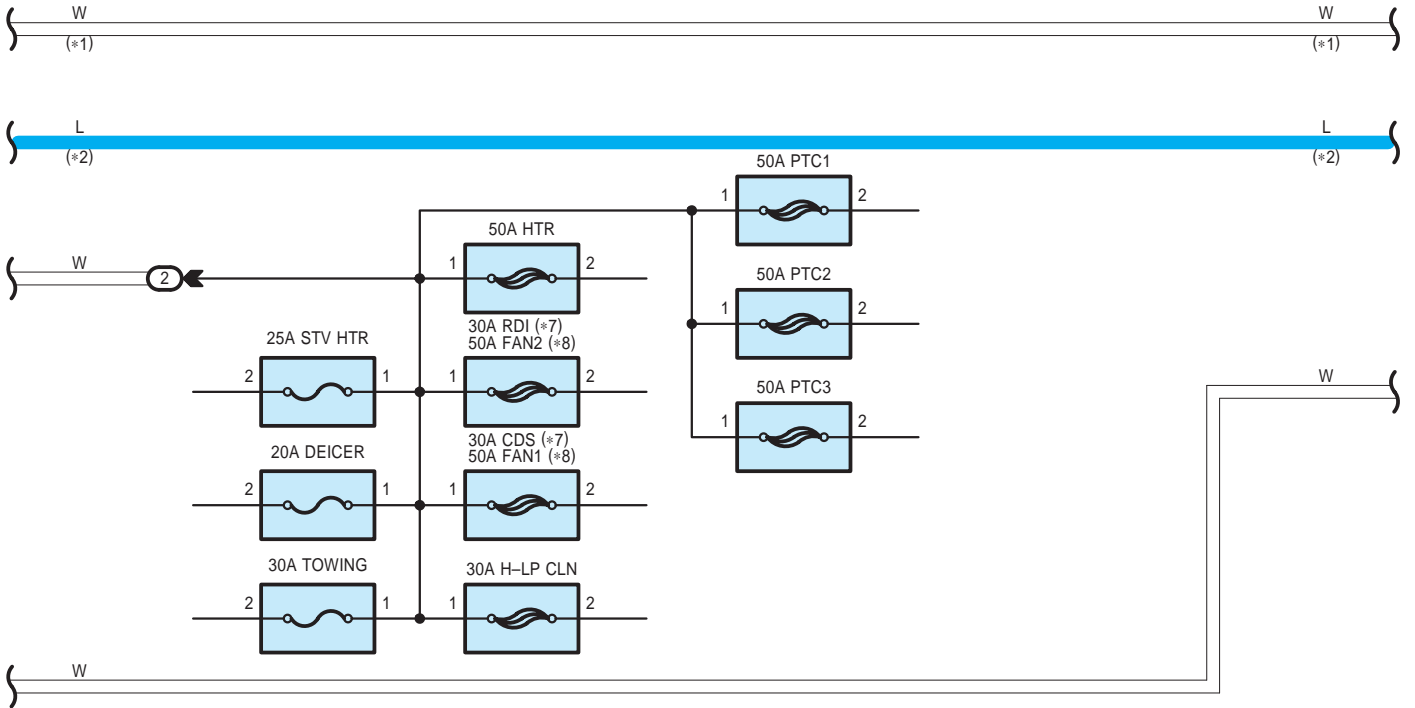 W W
(*1) (*1)
L L
(*2) (*2)
50A PTC1
1 2
50A HTR
W 2 1 2
50A PTC2
1 2
30A RDI (*7)
50A FAN2 (*8)
25A STV HTR
2 1 1 2
50A PTC3
1 2
W
30A CDS (*7)
50A FAN1 (*8)
20A DEICER
2 1 1 2
30A TOWING 30A H–LP CLN
2 1 1 2
W